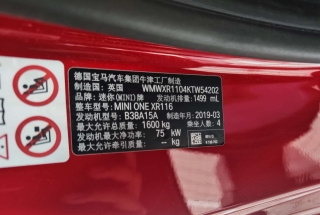 德国宝马汽车集团牛津工厂制造
制造国：英国 WMWXR1104KTW54202
品牌：迷你(MINI)牌 发动机排量：1499 mL
整车型号：MINI ONE XR116
发动机型号：B38A15A 制造年月：2019-03
最大允许总质量：1600 kg 乘坐人数：4
发动机最大净功率：75 kW
最大允许牵引质量：-- kg